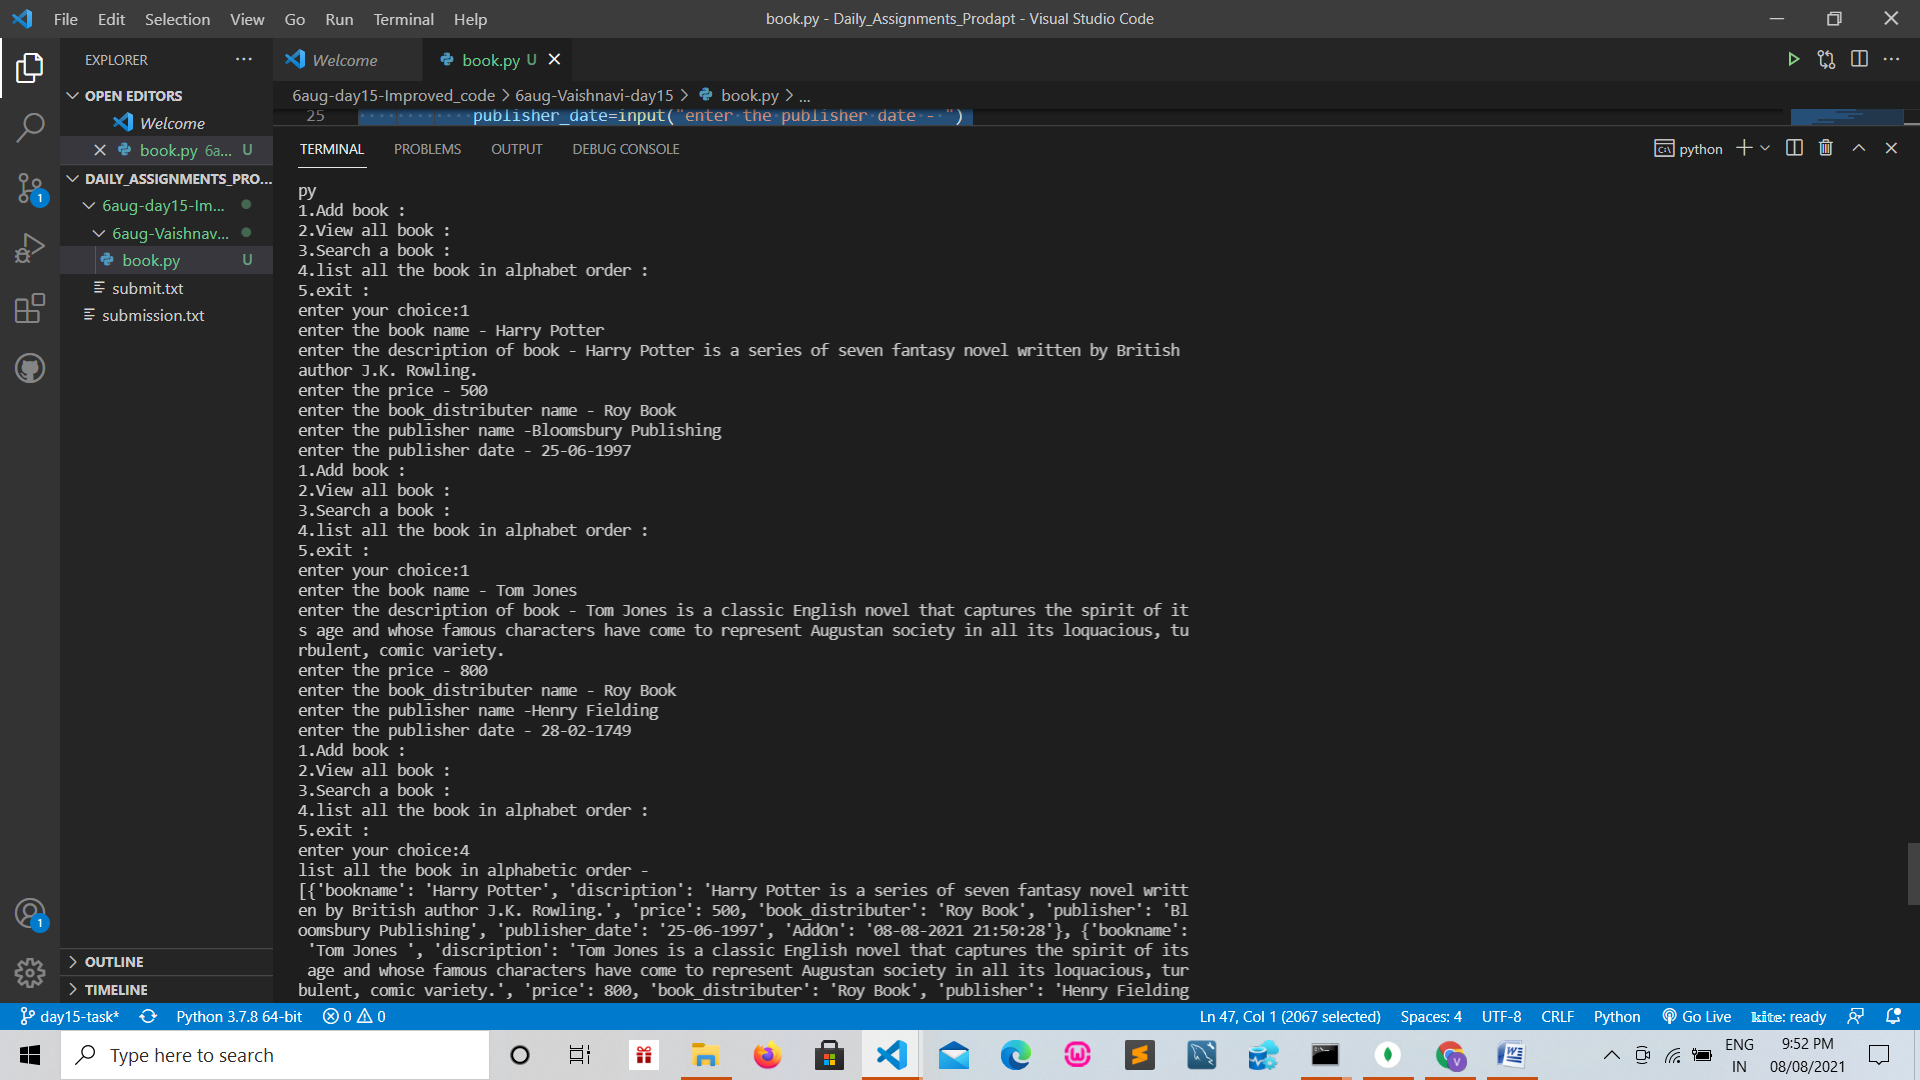 File Edit Selection View Go Run Terminal Help
book.py - Daily_Assignments_Prodapt - Visual Studio Code
EXPLORER
Welcome
book.py U
OPEN EDITORS
Welcome
book.py 6a... U
DAILY_ASSIGNMENTS_PRO...
6aug-day15-Im...
6aug-Vaishnav...
book.py U
submit.txt
submission.txt
OUTLINE
TIMELINE
6aug-day15-Improved_code > 6aug-Vaishnavi-day15 > book.py > ...
25 publisher_date=input("enter the publisher date - ")
TERMINAL PROBLEMS OUTPUT DEBUG CONSOLE
python
py
1.Add book :
2.View all book :
3.Search a book :
4.list all the book in alphabet order :
5.exit :
enter your choice:1
enter the book name - Harry Potter
enter the description of book - Harry Potter is a series of seven fantasy novel written by British
author J.K. Rowling.
enter the price - 500
enter the book_distributer name - Roy Book
enter the publisher name -Bloomsbury Publishing
enter the publisher date - 25-06-1997
1.Add book :
2.View all book :
3.Search a book :
4.list all the book in alphabet order :
5.exit :
enter your choice:1
enter the book name - Tom Jones
enter the description of book - Tom Jones is a classic English novel that captures the spirit of it
s age and whose famous characters have come to represent Augustan society in all its loquacious, tu
rbulent, comic variety.
enter the price - 800
enter the book_distributer name - Roy Book
enter the publisher name -Henry Fielding
enter the publisher date - 28-02-1749
1.Add book :
2.View all book :
3.Search a book :
4.list all the book in alphabet order :
5.exit :
enter your choice:4
list all the book in alphabetic order -
[{'bookname': 'Harry Potter', 'discription': 'Harry Potter is a series of seven fantasy novel writt
en by British author J.K. Rowling.', 'price': 500, 'book_distributer': 'Roy Book', 'publisher': 'Bl
oomsbury Publishing', 'publisher_date': '25-06-1997', 'AddOn': '08-08-2021 21:50:28'}, {'bookname':
 'Tom Jones ', 'discription': 'Tom Jones is a classic English novel that captures the spirit of its
 age and whose famous characters have come to represent Augustan society in all its loquacious, tur
bulent, comic variety.', 'price': 800, 'book_distributer': 'Roy Book', 'publisher': 'Henry Fielding
1
1
day15-task* Python 3.7.8 64-bit 0 0 Ln 47, Col 1 (2067 selected) Spaces: 4 UTF-8 CRLF Python Go Live kite: ready
Type here to search
ENG
IN
9:52 PM
08/08/2021